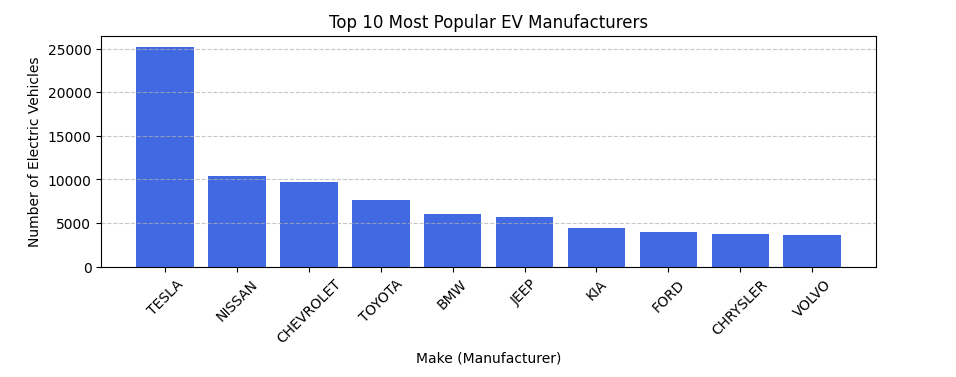 Top 10 Most Popular EV Manufacturers
Number of Electric Vehicles
25000
20000
15000
10000
5000
0
TESLA
NISSAN
CHEVROLET
TOYOTA
BMW
JEEP
KIA
FORD
CHRYSLER
VOLVO
Make (Manufacturer)